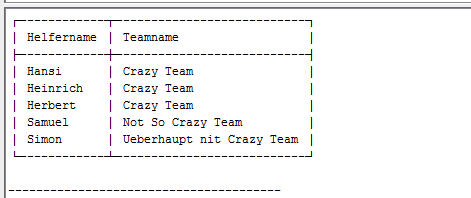 Helfername Teamname
Hansi Crazy Team
Heinrich Crazy Team
Herbert Crazy Team
Samuel Not So Crazy Team
Simon Ueberhaupt nit Crazy Team